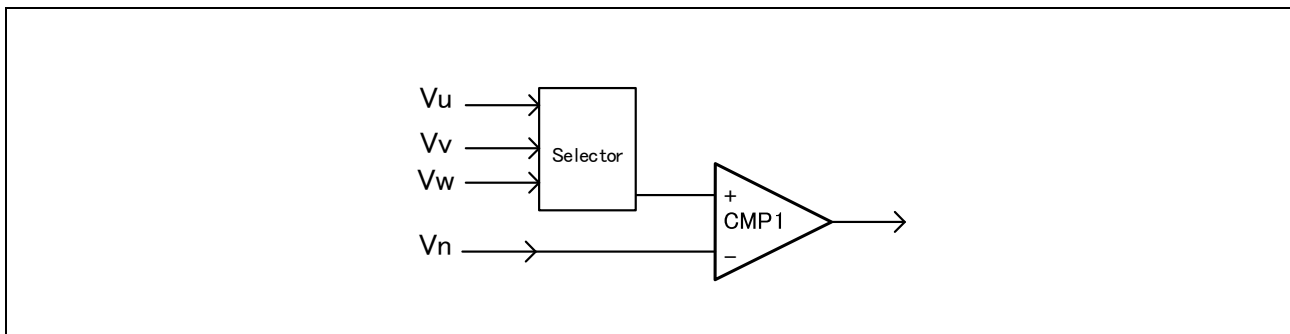 Vu
Vv
Selector
Vw
+
CMP1
Vn
−